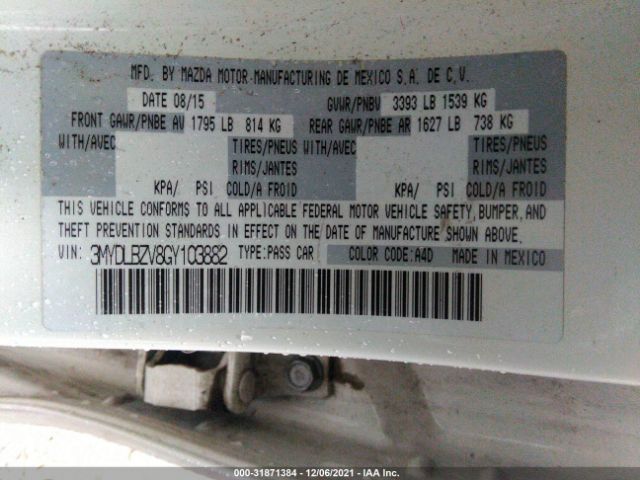 MFD. BY MAZDA MOTOR MANUFACTURING DE MEXICO S.A. DE C.V.
DATE 08/15 GVWR/PNBV 3393 LB 1539 KG
FRONT GAWR/PNBE AV 1795 LB 814 KG REAR GAWR/PNBE AR 1627 LB 738 KG
WITH/AVEC TIRES/PNEUS WITH/AVEC TIRES/PNEUS
RIMS/JANTES RIMS/JANTES
KPA/ PSI COLD/A FROID KPA/ PSI COLD/A FROID
THIS VEHICLE CONFORMS TO ALL APPLICABLE FEDERAL MOTOR VEHICLE SAFETY, BUMPER, AND
THEFT PREVENTION STANDARDS IN EFFECT ON THE DATE OF MANUFACTURE SHOWN ABOVE.
VIN: 3MYDLBZV8GY103882 TYPE:PASS CAR COLOR CODE:A4D MADE IN MEXICO
000-31871384 - 12/06/2021 - IAA Inc.